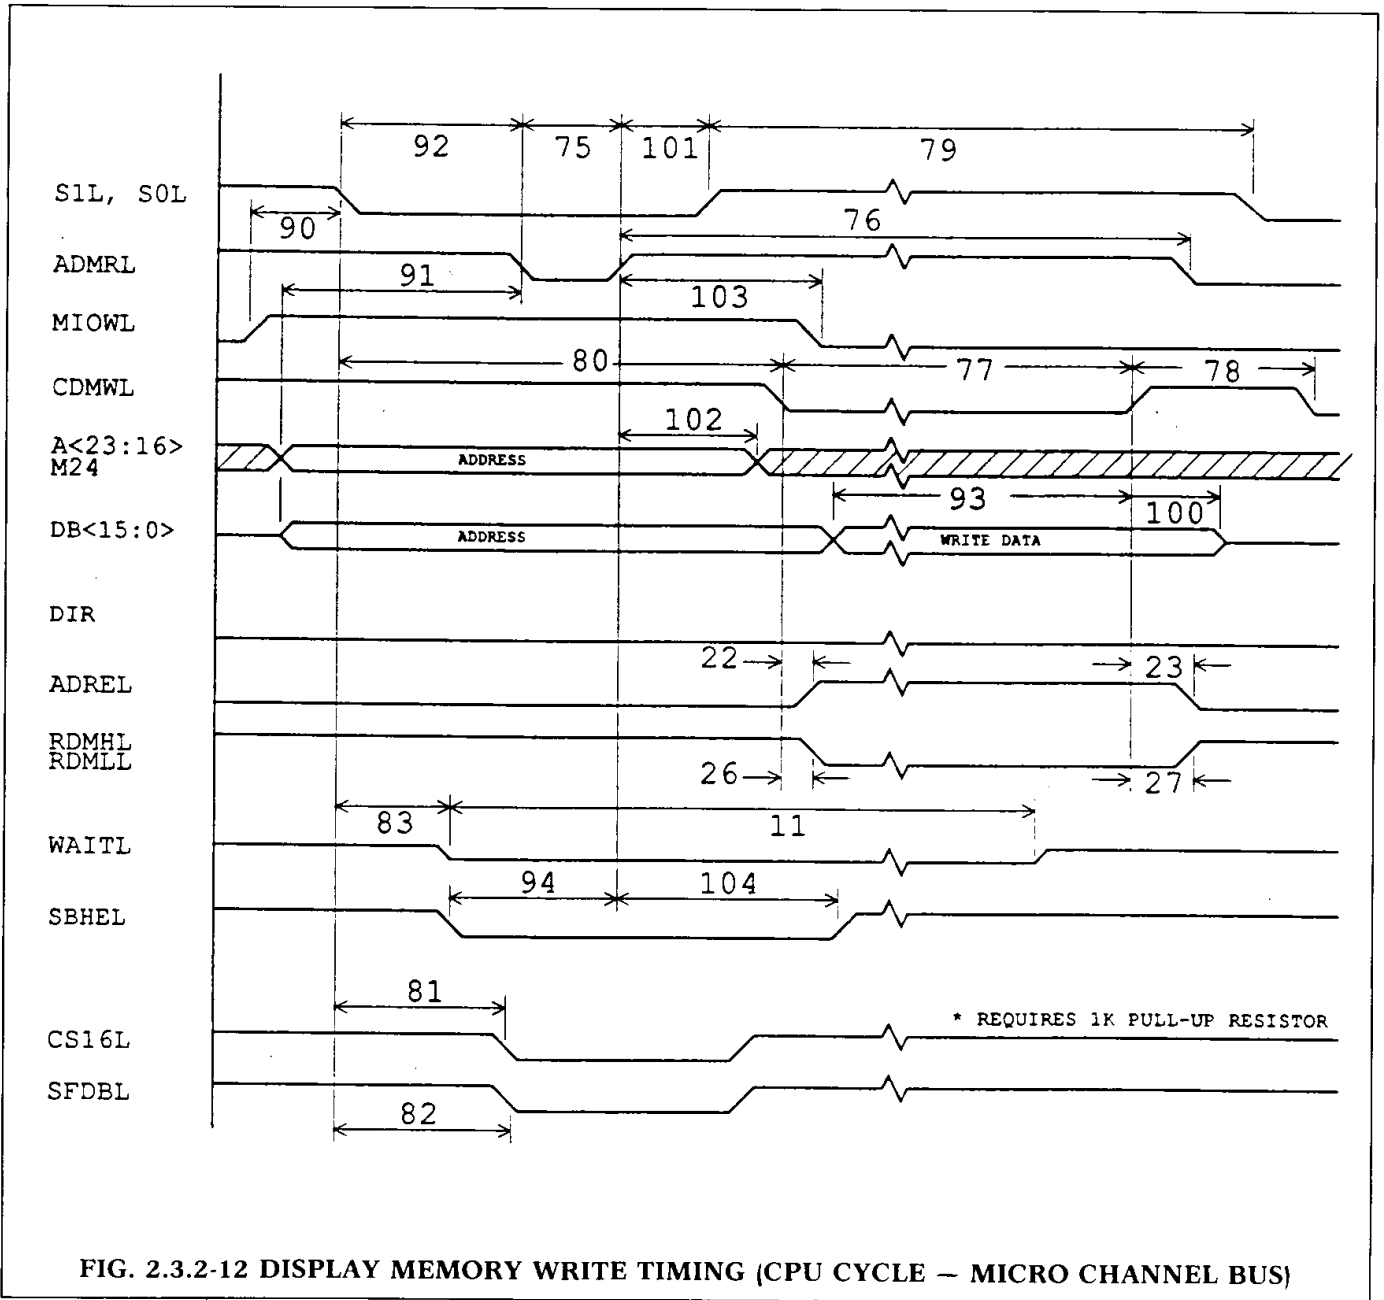 92 75 101 79
S1L, S0L
90 76
ADMRL
91 103
MIOWL
80 77 78
CDMWL
102
A<23:16>
M24
ADDRESS
93 100
DB<15:0>
ADDRESS WRITE DATA
DIR
22 23
ADREL
RDMHL
RDMLL
26 27
83 11
WAITL
94 104
SBHEL
81
* REQUIRES 1K PULL-UP RESISTOR
CS16L
SFDBL
82
FIG. 2.3.2-12 DISPLAY MEMORY WRITE TIMING (CPU CYCLE — MICRO CHANNEL BUS)